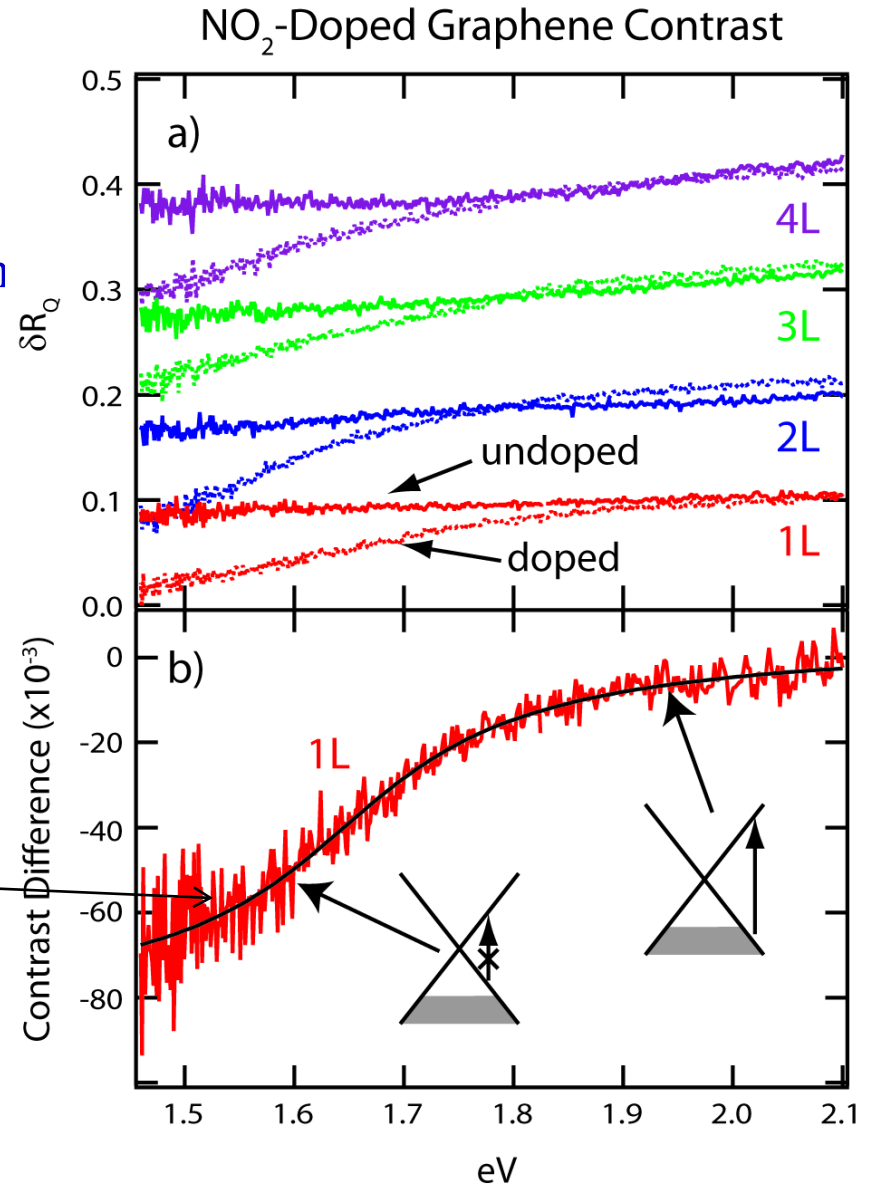 NO₂-Doped Graphene Contrast
a)
0.5
0.4
0.3
0.2
0.1
0.0
δR_Q
4L
3L
2L
1L
undoped
doped
b)
1L
0
-20
-40
-60
-80
Contrast Difference (x10⁻³)
1.5 1.6 1.7 1.8 1.9 2.0 2.1
eV